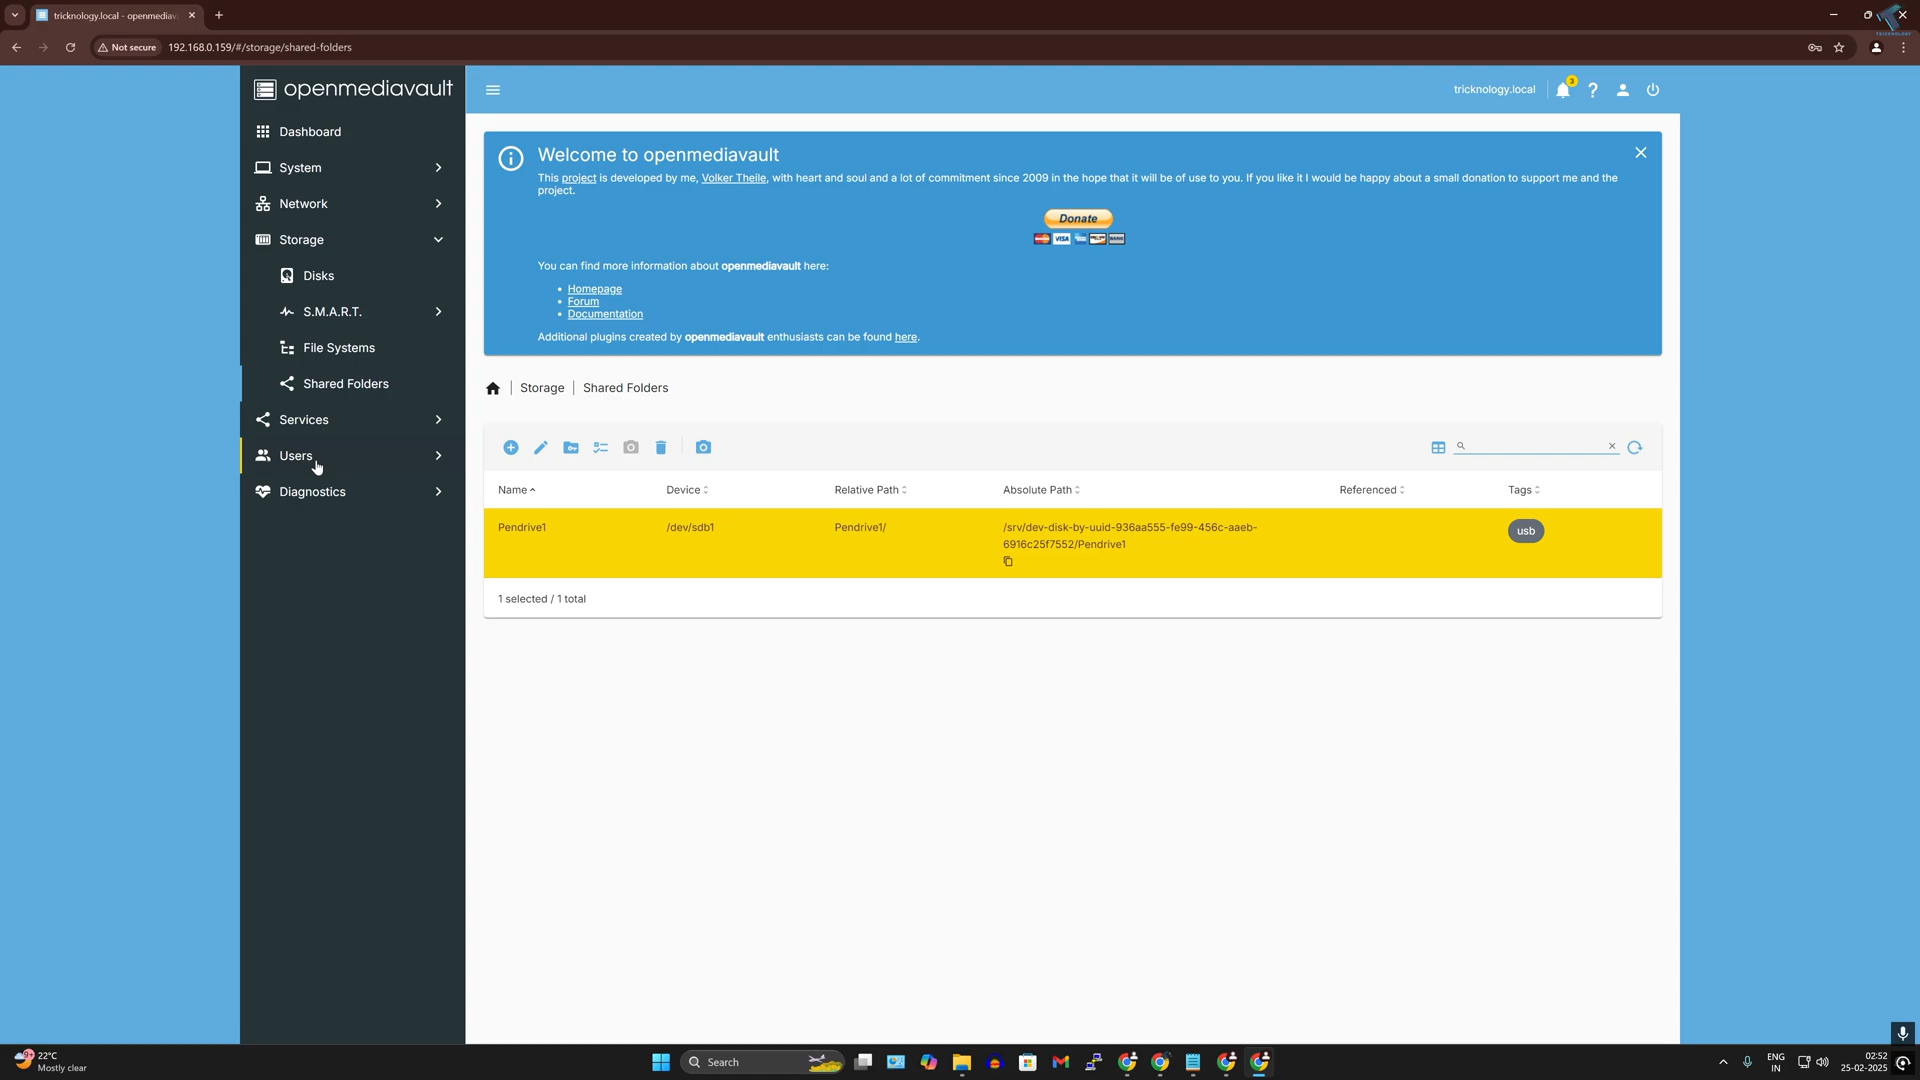 tricknology.local - openmediav
Not secure
192.168.0.159/#/storage/shared-folders
TRICKNOLOGY
openmediavault
tricknology.local
3
Dashboard
System
Network
Storage
Disks
S.M.A.R.T.
File Systems
Shared Folders
Services
Users
Diagnostics
Welcome to openmediavault
This project is developed by me, Volker Theile, with heart and soul and a lot of commitment since 2009 in the hope that it will be of use to you. If you like it I would be happy about a small donation to support me and the
project.
Donate
VISA
You can find more information about openmediavault here:
• Homepage
• Forum
• Documentation
Additional plugins created by openmediavault enthusiasts can be found here.
Storage | Shared Folders
Name Device Relative Path Absolute Path Referenced Tags
Pendrive1 /dev/sdb1 Pendrive1/ /srv/dev-disk-by-uuid-936aa555-fe99-456c-aaeb-
6916c25f7552/Pendrive1
usb
1 selected / 1 total
22°C
Mostly clear
Search
ENG
IN
02:52
25-02-2025